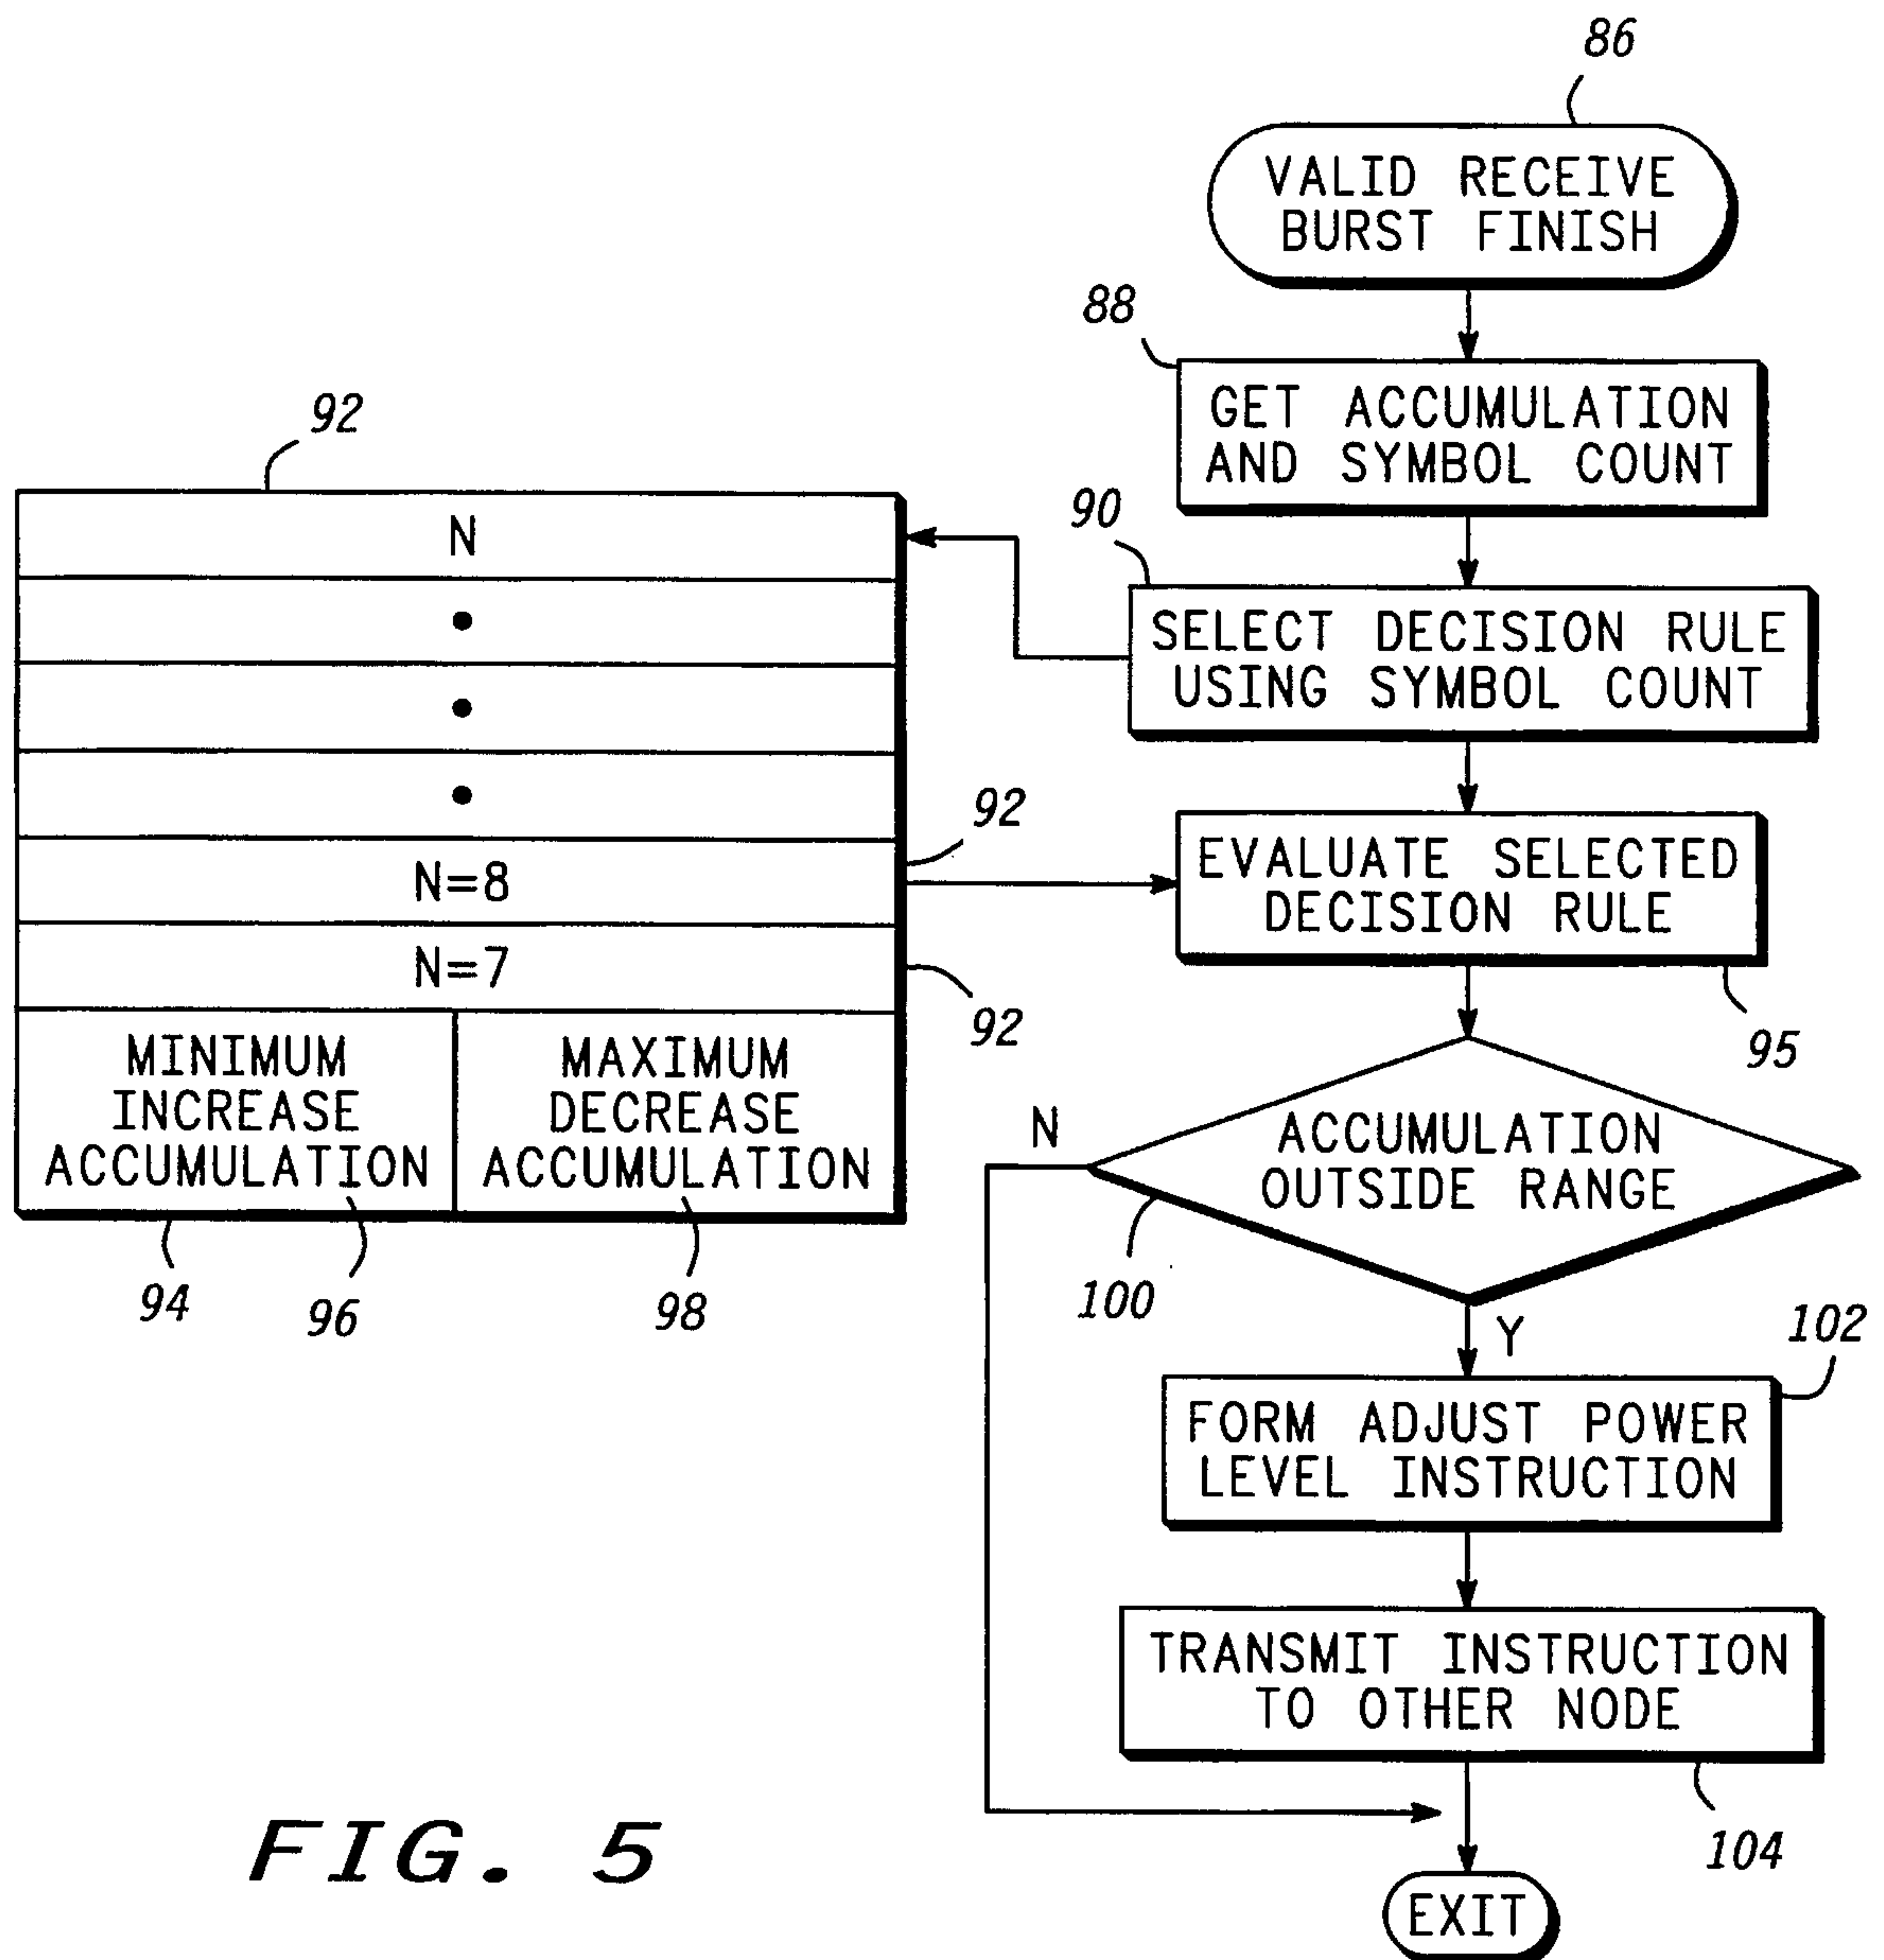 86
VALID RECEIVE
BURST FINISH
88
GET ACCUMULATION
AND SYMBOL COUNT
92
90
N
SELECT DECISION RULE
USING SYMBOL COUNT
92
N=8
EVALUATE SELECTED
DECISION RULE
N=7
92
95
MINIMUM
INCREASE
ACCUMULATION
MAXIMUM
DECREASE
ACCUMULATION
94
96
98
N
ACCUMULATION
OUTSIDE RANGE
100
Y
102
FORM ADJUST POWER
LEVEL INSTRUCTION
TRANSMIT INSTRUCTION
TO OTHER NODE
104
EXIT
FIG. 5